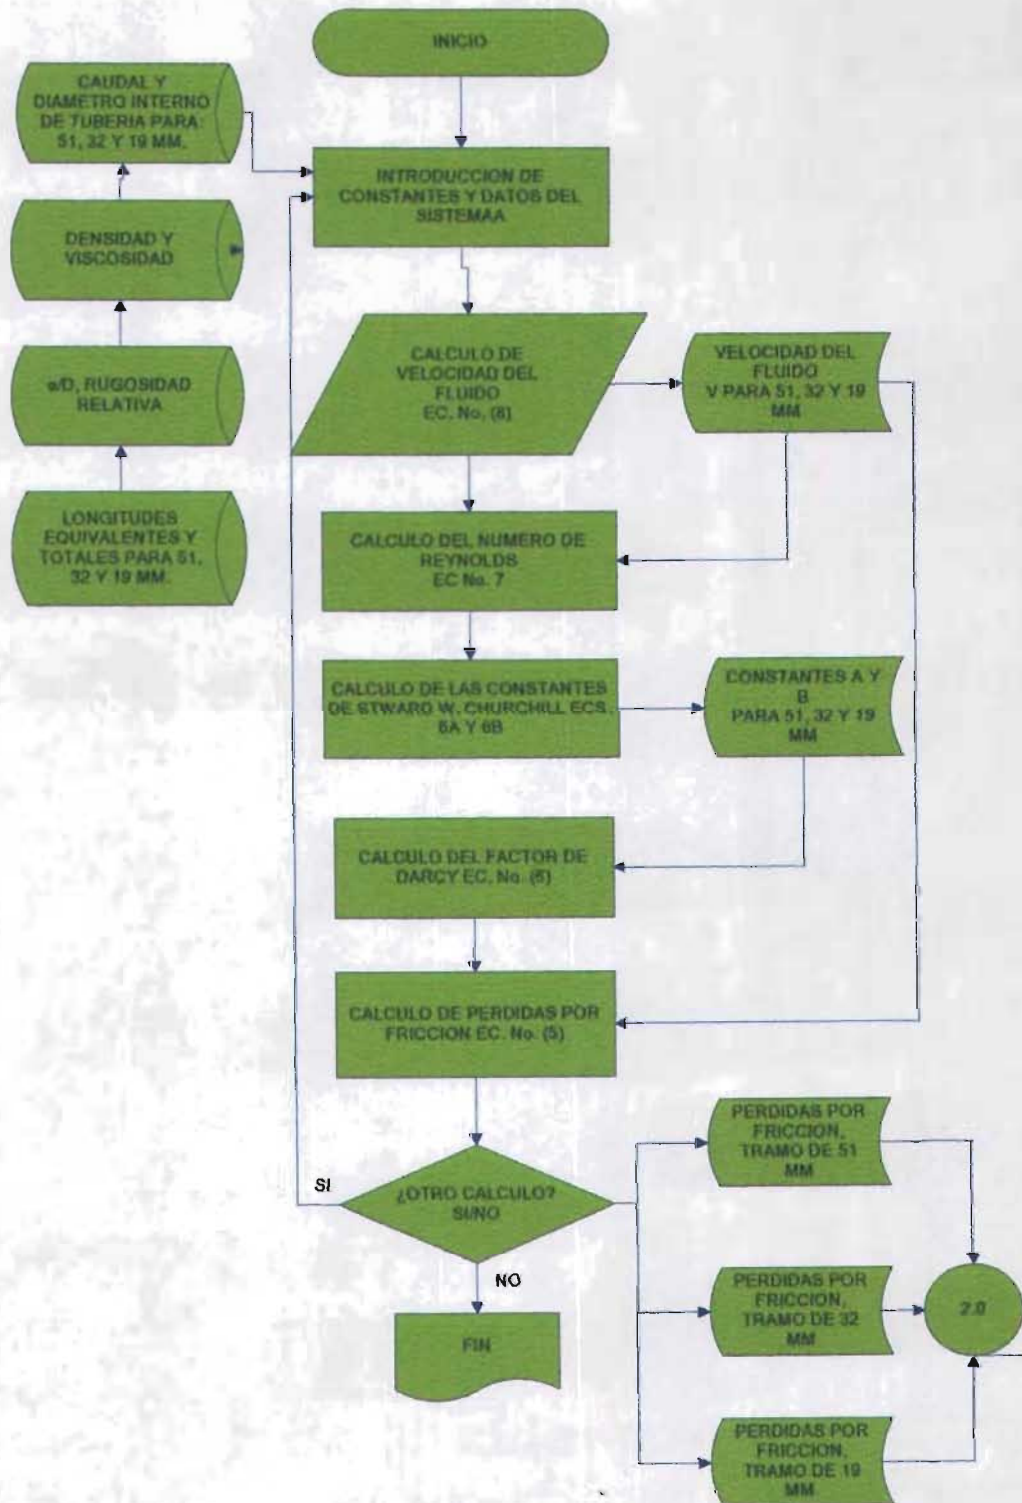 INICIO
CAUDAL Y
DIAMETRO INTERNO
DE TUBERIA PARA:
51, 32 Y 19 MM.
INTRODUCCION DE
CONSTANTES Y DATOS DEL
SISTEMAA
DENSIDAD Y
VISCOSIDAD
e/D, RUGOSIDAD
RELATIVA
LONGITUDES
EQUIVALENTES Y
TOTALES PARA 51,
32 Y 19 MM.
CALCULO DE
VELOCIDAD DEL
FLUIDO
EC. No. (8)
VELOCIDAD DEL
FLUIDO
V PARA 51, 32 Y 19
MM
CALCULO DEL NUMERO DE
REYNOLDS
EC No. 7
CALCULO DE LAS CONSTANTES
DE STWARD W. CHURCHILL ECS.
6A Y 6B
CONSTANTES A Y
B
PARA 51, 32 Y 19
MM
CALCULO DEL FACTOR DE
DARCY EC. No. (6)
CALCULO DE PERDIDAS POR
FRICCION EC. No. (5)
SI
¿OTRO CALCULO?
SI/NO
NO
FIN
PERDIDAS POR
FRICCION,
TRAMO DE 51
MM
PERDIDAS POR
FRICCION,
TRAMO DE 32
MM
2.0
PERDIDAS POR
FRICCION,
TRAMO DE 19
MM